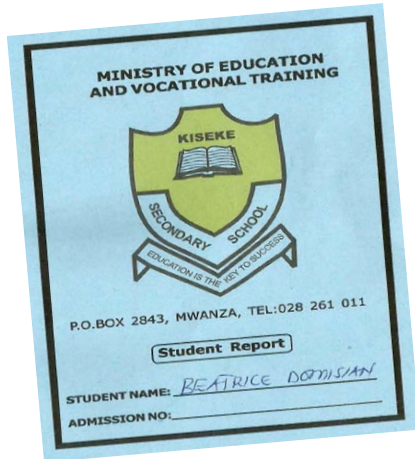 MINISTRY OF EDUCATION
AND VOCATIONAL TRAINING
KISEKE
SECONDARY SCHOOL
EDUCATION IS THE KEY TO SUCCESS
P.O.BOX 2843, MWANZA, TEL:028 261 011
Student Report
STUDENT NAME: BEATRICE DOMISIAN
ADMISSION NO: